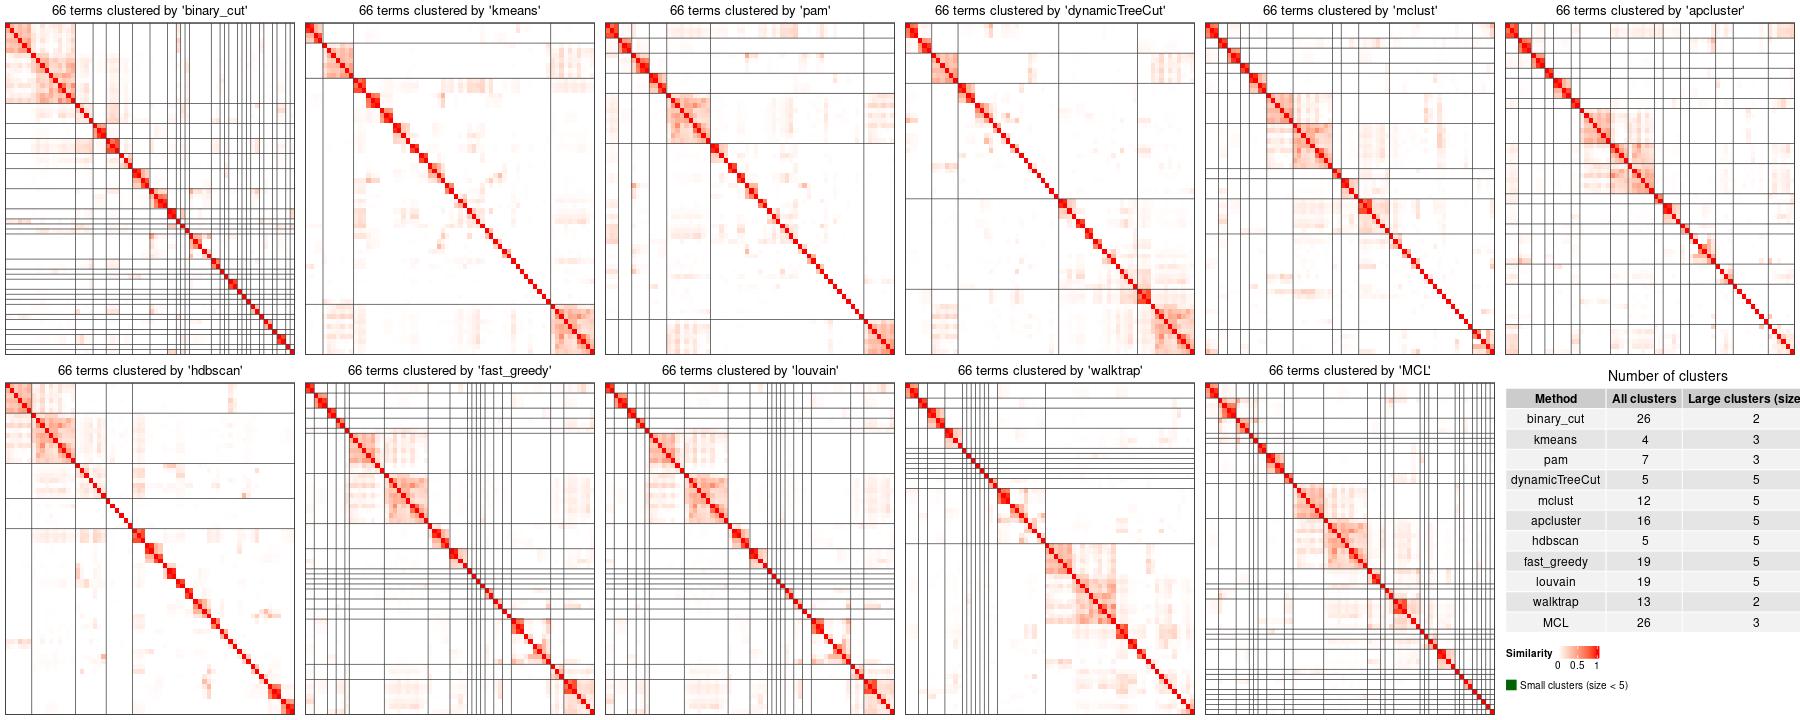 66 terms clustered by 'binary_cut'
66 terms clustered by 'kmeans'
66 terms clustered by 'pam'
66 terms clustered by 'dynamicTreeCut'
66 terms clustered by 'mclust'
66 terms clustered by 'apcluster'
66 terms clustered by 'hdbscan'
66 terms clustered by 'fast_greedy'
66 terms clustered by 'louvain'
66 terms clustered by 'walktrap'
66 terms clustered by 'MCL'
Number of clusters
Method All clusters Large clusters (size
binary_cut 26 2
kmeans 4 3
pam 7 3
dynamicTreeCut 5 5
mclust 12 5
apcluster 16 5
hdbscan 5 5
fast_greedy 19 5
louvain 19 5
walktrap 13 2
MCL 26 3
Similarity
0 0.5 1
Small clusters (size < 5)